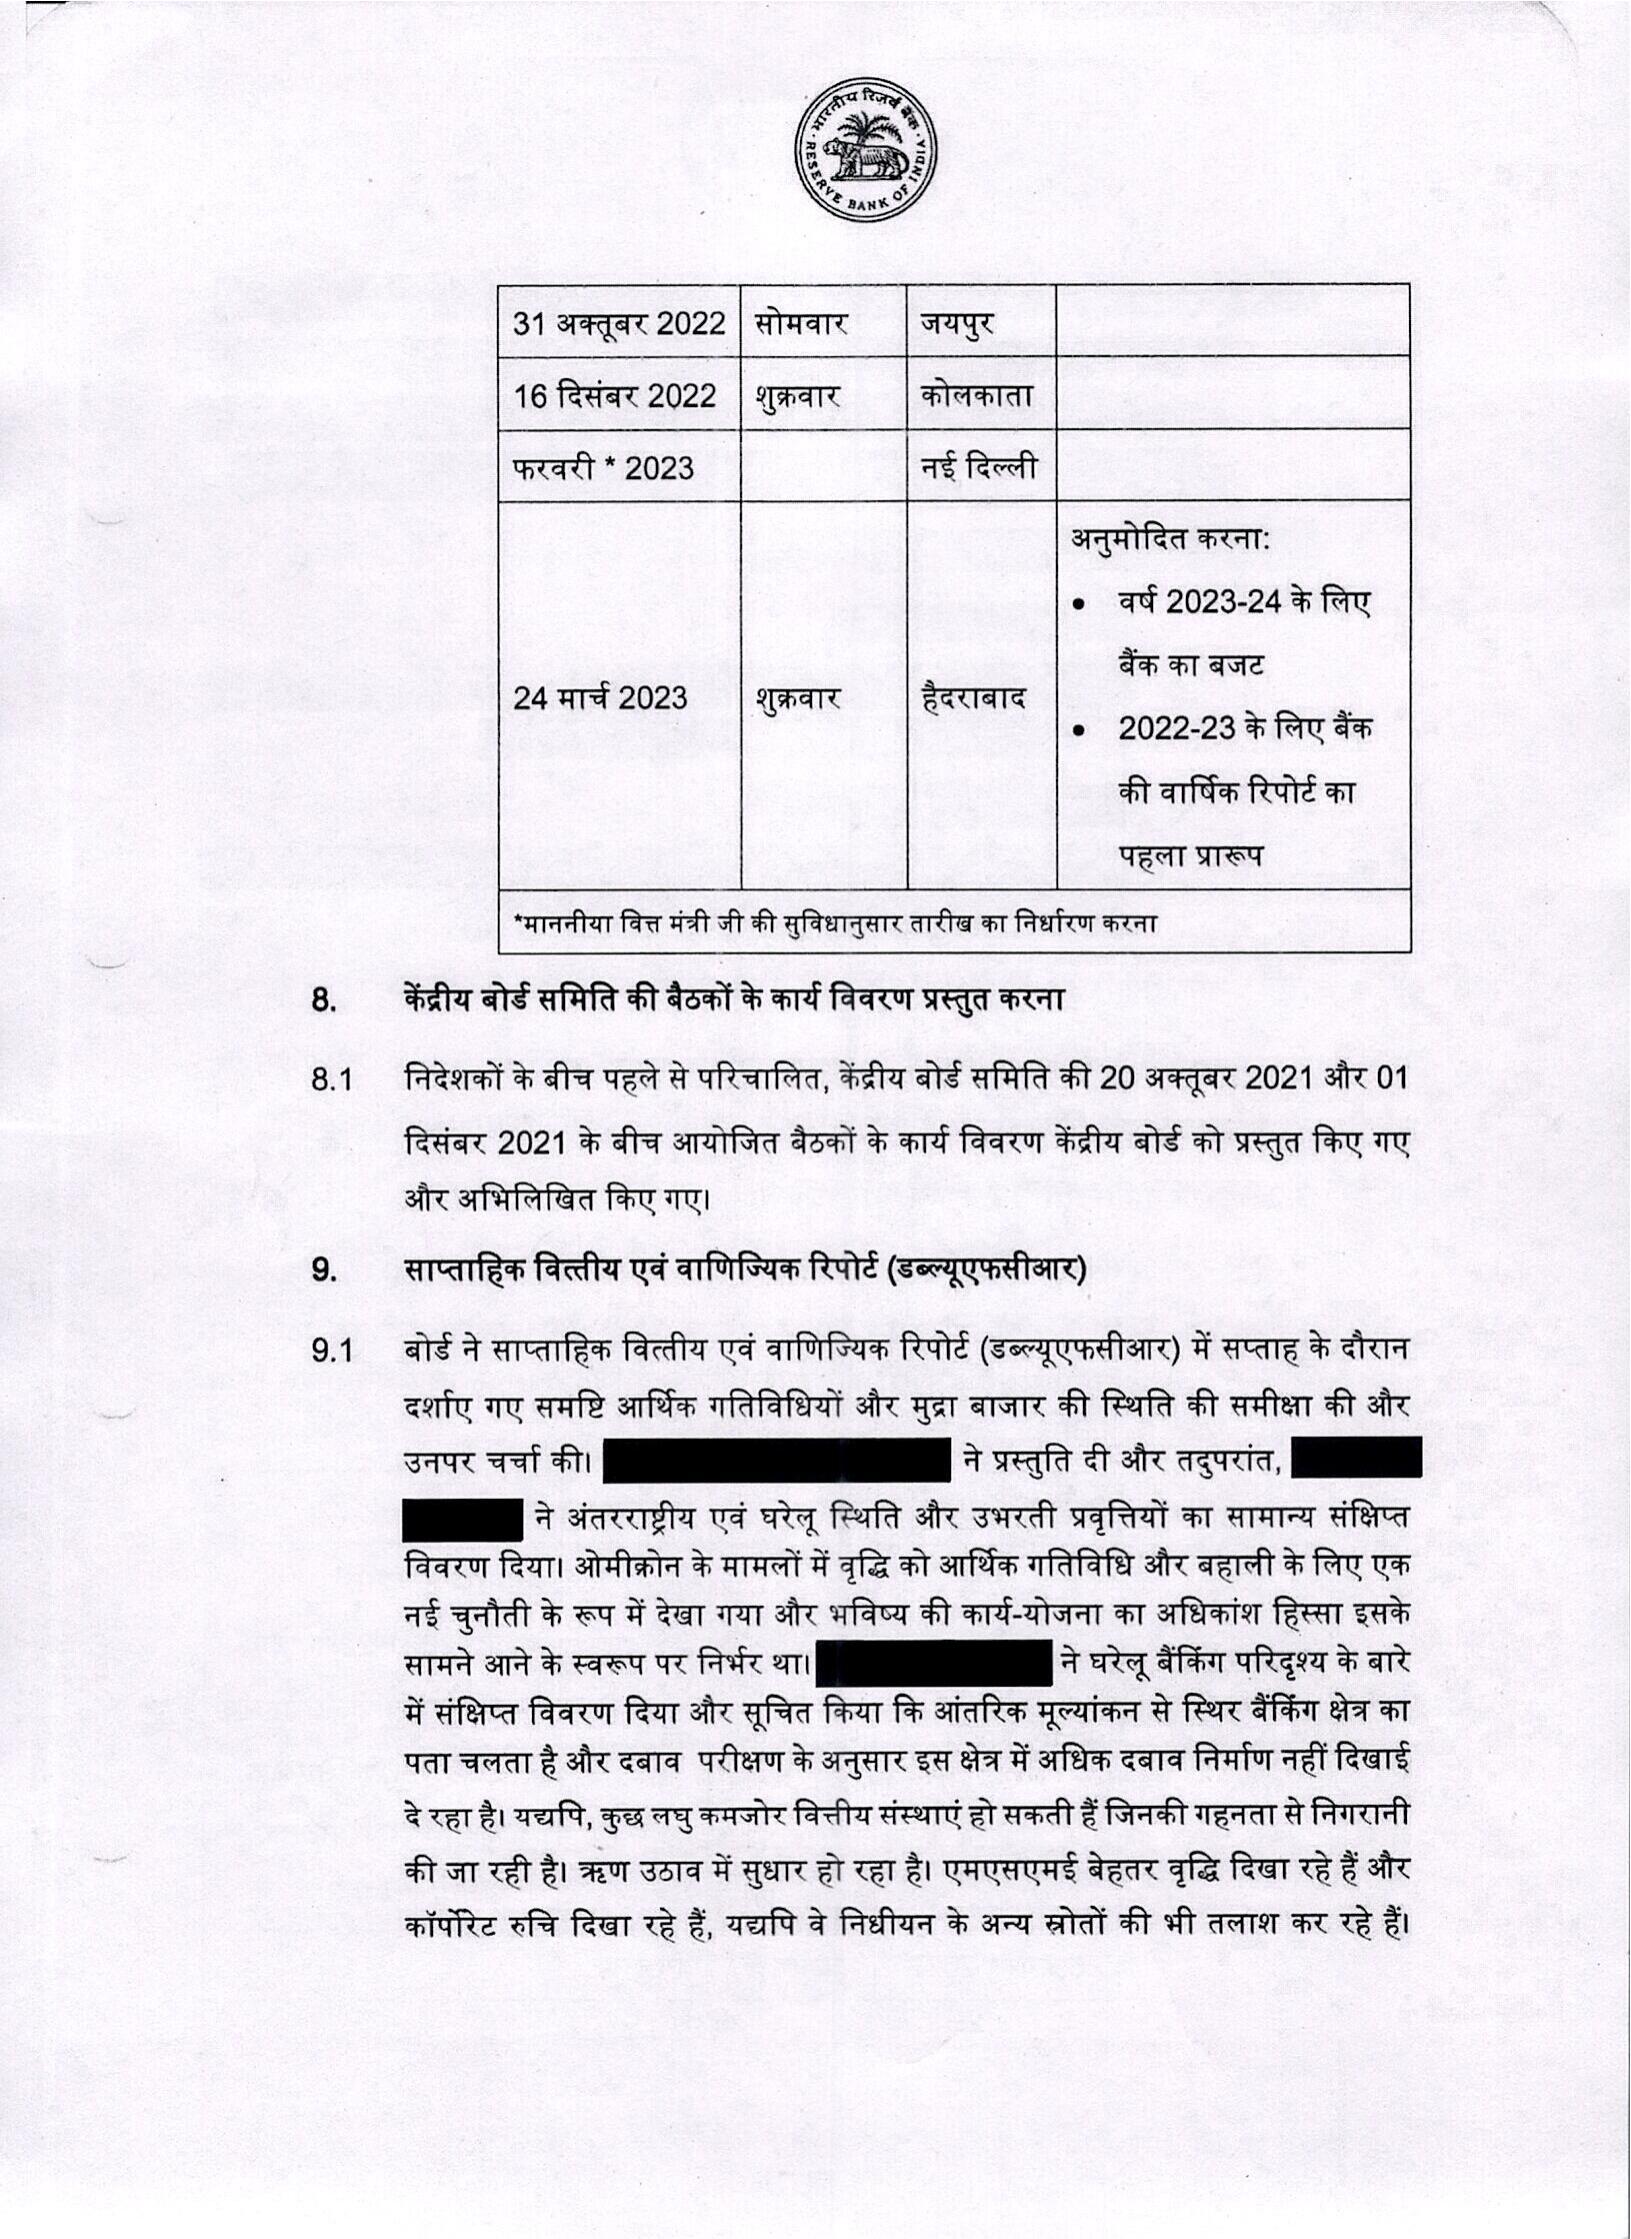 भारतीय रिज़र्व बैंक
RESERVE BANK OF INDIA
31 अक्तूबर 2022 सोमवार जयपुर
16 दिसंबर 2022 शुक्रवार कोलकाता
फरवरी * 2023 नई दिल्ली
24 मार्च 2023 शुक्रवार हैदराबाद
अनुमोदित करना:
• वर्ष 2023-24 के लिए
बैंक का बजट
• 2022-23 के लिए बैंक
की वार्षिक रिपोर्ट का
पहला प्रारूप
*माननीया वित्त मंत्री जी की सुविधानुसार तारीख का निर्धारण करना
8. केंद्रीय बोर्ड समिति की बैठकों के कार्य विवरण प्रस्तुत करना
8.1 निदेशकों के बीच पहले से परिचालित, केंद्रीय बोर्ड समिति की 20 अक्तूबर 2021 और 01
दिसंबर 2021 के बीच आयोजित बैठकों के कार्य विवरण केंद्रीय बोर्ड को प्रस्तुत किए गए
और अभिलिखित किए गए।
9. साप्ताहिक वित्तीय एवं वाणिज्यिक रिपोर्ट (डब्ल्यूएफसीआर)
9.1 बोर्ड ने साप्ताहिक वित्तीय एवं वाणिज्यिक रिपोर्ट (डब्ल्यूएफसीआर) में सप्ताह के दौरान
दर्शाए गए समष्टि आर्थिक गतिविधियों और मुद्रा बाजार की स्थिति की समीक्षा की और
उनपर चर्चा की। ने प्रस्तुति दी और तदुपरांत,
ने अंतरराष्ट्रीय एवं घरेलू स्थिति और उभरती प्रवृत्तियों का सामान्य संक्षिप्त
विवरण दिया। ओमीक्रोन के मामलों में वृद्धि को आर्थिक गतिविधि और बहाली के लिए एक
नई चुनौती के रूप में देखा गया और भविष्य की कार्य-योजना का अधिकांश हिस्सा इसके
सामने आने के स्वरूप पर निर्भर था। ने घरेलू बैंकिंग परिदृश्य के बारे
में संक्षिप्त विवरण दिया और सूचित किया कि आंतरिक मूल्यांकन से स्थिर बैंकिंग क्षेत्र का
पता चलता है और दबाव परीक्षण के अनुसार इस क्षेत्र में अधिक दबाव निर्माण नहीं दिखाई
दे रहा है। यद्यपि, कुछ लघु कमजोर वित्तीय संस्थाएं हो सकती हैं जिनकी गहनता से निगरानी
की जा रही है। ऋण उठाव में सुधार हो रहा है। एमएसएमई बेहतर वृद्धि दिखा रहे हैं और
कॉर्पोरेट रुचि दिखा रहे हैं, यद्यपि वे निधीयन के अन्य स्रोतों की भी तलाश कर रहे हैं।